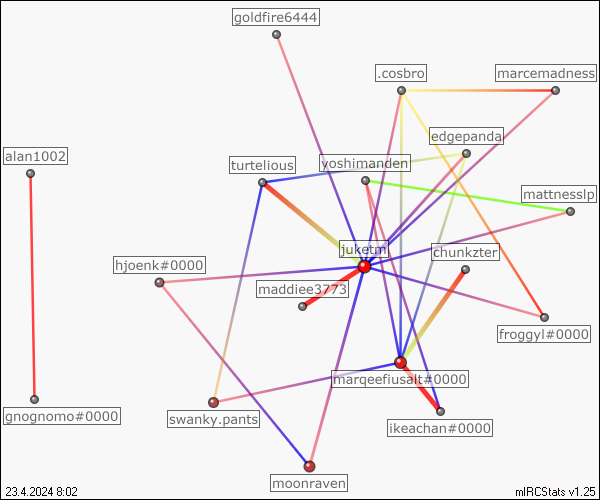 goldfire6444
.cosbro
marcemadness
edgepanda
alan1002
turtelious
yoshimanden
mattnesslp
juketm
chunkzter
hjoenk#0000
maddiee3773
froggyl#0000
marqeefiusalt#0000
gnognomo#0000
swanky.pants
ikeachan#0000
moonraven
23.4.2024 8:02
mIRCStats v1.25